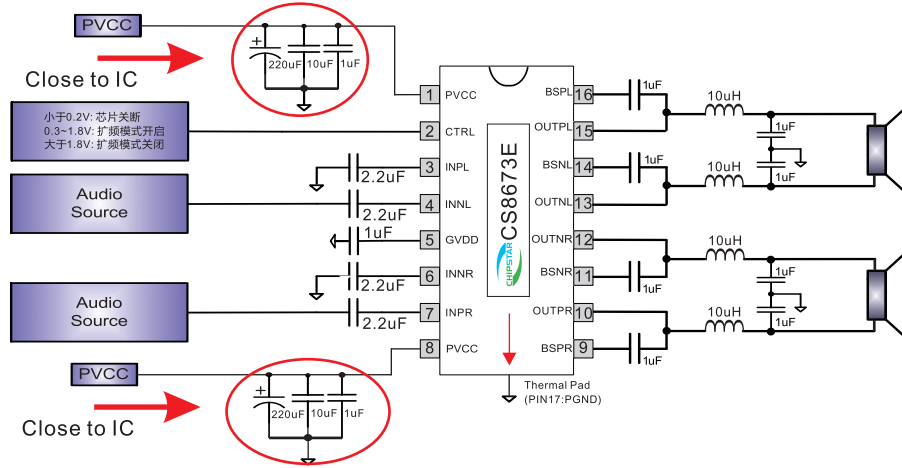 PVCC
+
220uF 10uF 1uF
Close to IC
小于0.2V: 芯片关断
0.3~1.8V: 扩频模式开启
大于1.8V: 扩频模式关闭
Audio
Source
Audio
Source
PVCC
+
220uF 10uF 1uF
Close to IC
2.2uF
2.2uF
1uF
2.2uF
2.2uF
1 PVCC
2 CTRL
3 INPL
4 INNL
5 GVDD
6 INNR
7 INPR
8 PVCC
CS8673E
CHIPSTAR
BSPL 16
OUTPL 15
BSNL 14
OUTNL 13
OUTNR 12
BSNR 11
OUTPR 10
BSPR 9
Thermal Pad
(PIN17:PGND)
1uF
1uF
1uF
1uF
10uH
1uF
1uF
10uH
10uH
1uF
1uF
10uH